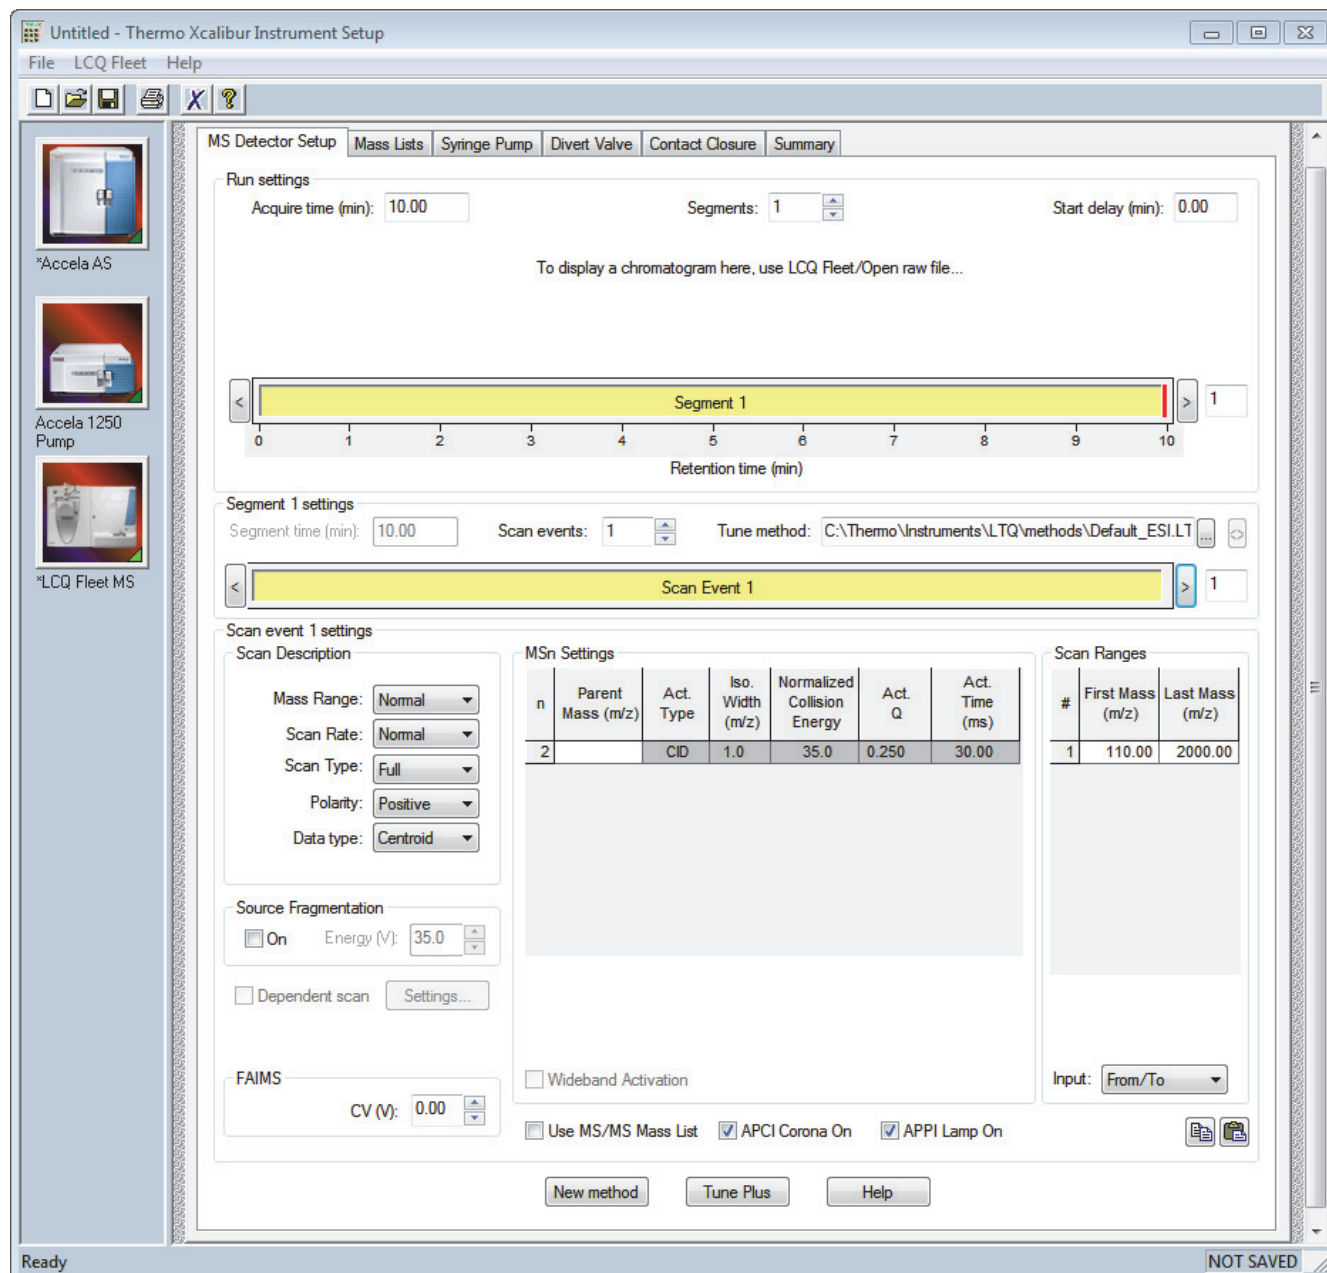 Untitled - Thermo Xcalibur Instrument Setup
File LCQ Fleet Help
*Accela AS
Accela 1250
Pump
*LCQ Fleet MS
MS Detector Setup Mass Lists Syringe Pump Divert Valve Contact Closure Summary
Run settings
Acquire time (min): 10.00 Segments: 1 Start delay (min): 0.00
To display a chromatogram here, use LCQ Fleet/Open raw file...
< Segment 1 > 1
0 1 2 3 4 5 6 7 8 9 10
Retention time (min)
Segment 1 settings
Segment time (min): 10.00 Scan events: 1 Tune method: C:\Thermo\Instruments\LTQ\methods\Default_ESI.LT ... <>
< Scan Event 1 > 1
Scan event 1 settings
Scan Description
Mass Range: Normal
Scan Rate: Normal
Scan Type: Full
Polarity: Positive
Data type: Centroid
Source Fragmentation
On Energy (V): 35.0
Dependent scan Settings...
FAIMS
CV (V): 0.00
MSn Settings
n Parent Mass (m/z) Act. Type Iso. Width (m/z) Normalized Collision Energy Act. Q Act. Time (ms)
2 CID 1.0 35.0 0.250 30.00
Wideband Activation
Scan Ranges
# First Mass (m/z) Last Mass (m/z)
1 110.00 2000.00
Input: From/To
Use MS/MS Mass List APCI Corona On APPI Lamp On
New method Tune Plus Help
Ready NOT SAVED